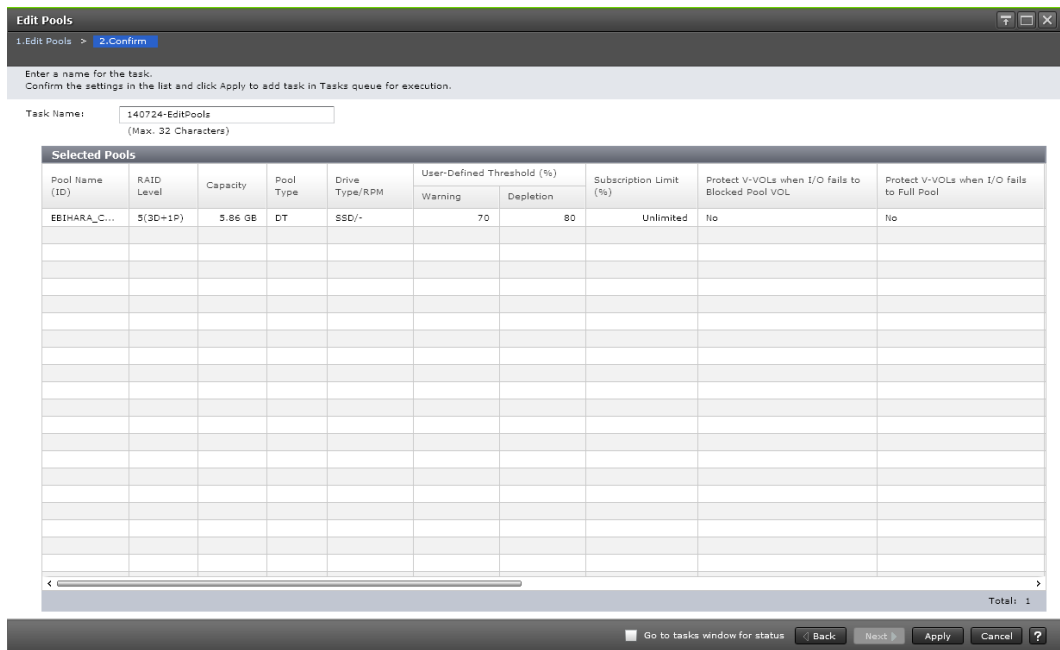 Edit Pools
1.Edit Pools > 2.Confirm
Enter a name for the task.
Confirm the settings in the list and click Apply to add task in Tasks queue for execution.
Task Name: 140724-EditPools
(Max. 32 Characters)
Selected Pools
Pool Name (ID) RAID Level Capacity Pool Type Drive Type/RPM User-Defined Threshold (%) Warning Depletion Subscription Limit (%) Protect V-VOLs when I/O fails to Blocked Pool VOL Protect V-VOLs when I/O fails to Full Pool
EBIHARA_C... 5(3D+1P) 5.86 GB DT SSD/- 70 80 Unlimited No No
Total: 1
Go to tasks window for status Back Next Apply Cancel ?